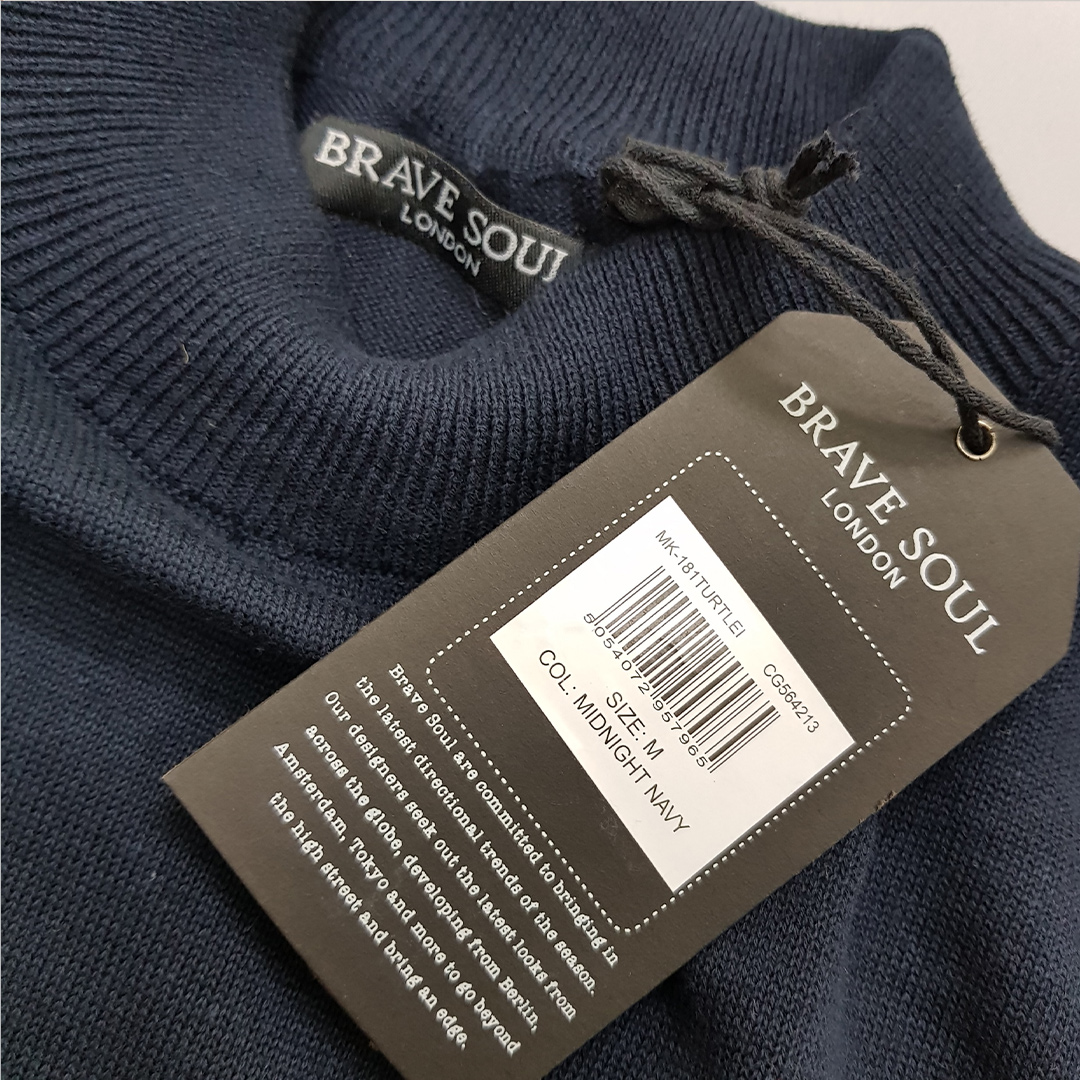 BRAVE SOUL
LONDON
BRAVE SOUL
LONDON
MK-181TURTLEI
CG564213
5054072957965
SIZE: M
COL: MIDNIGHT NAVY
Brave Soul are committed to bringing in
the latest directional trends of the season.
Our designers seek out the latest looks from
across the globe, developing from Berlin,
Amsterdam, Tokyo and more to go beyond
the high street and bring an edge.